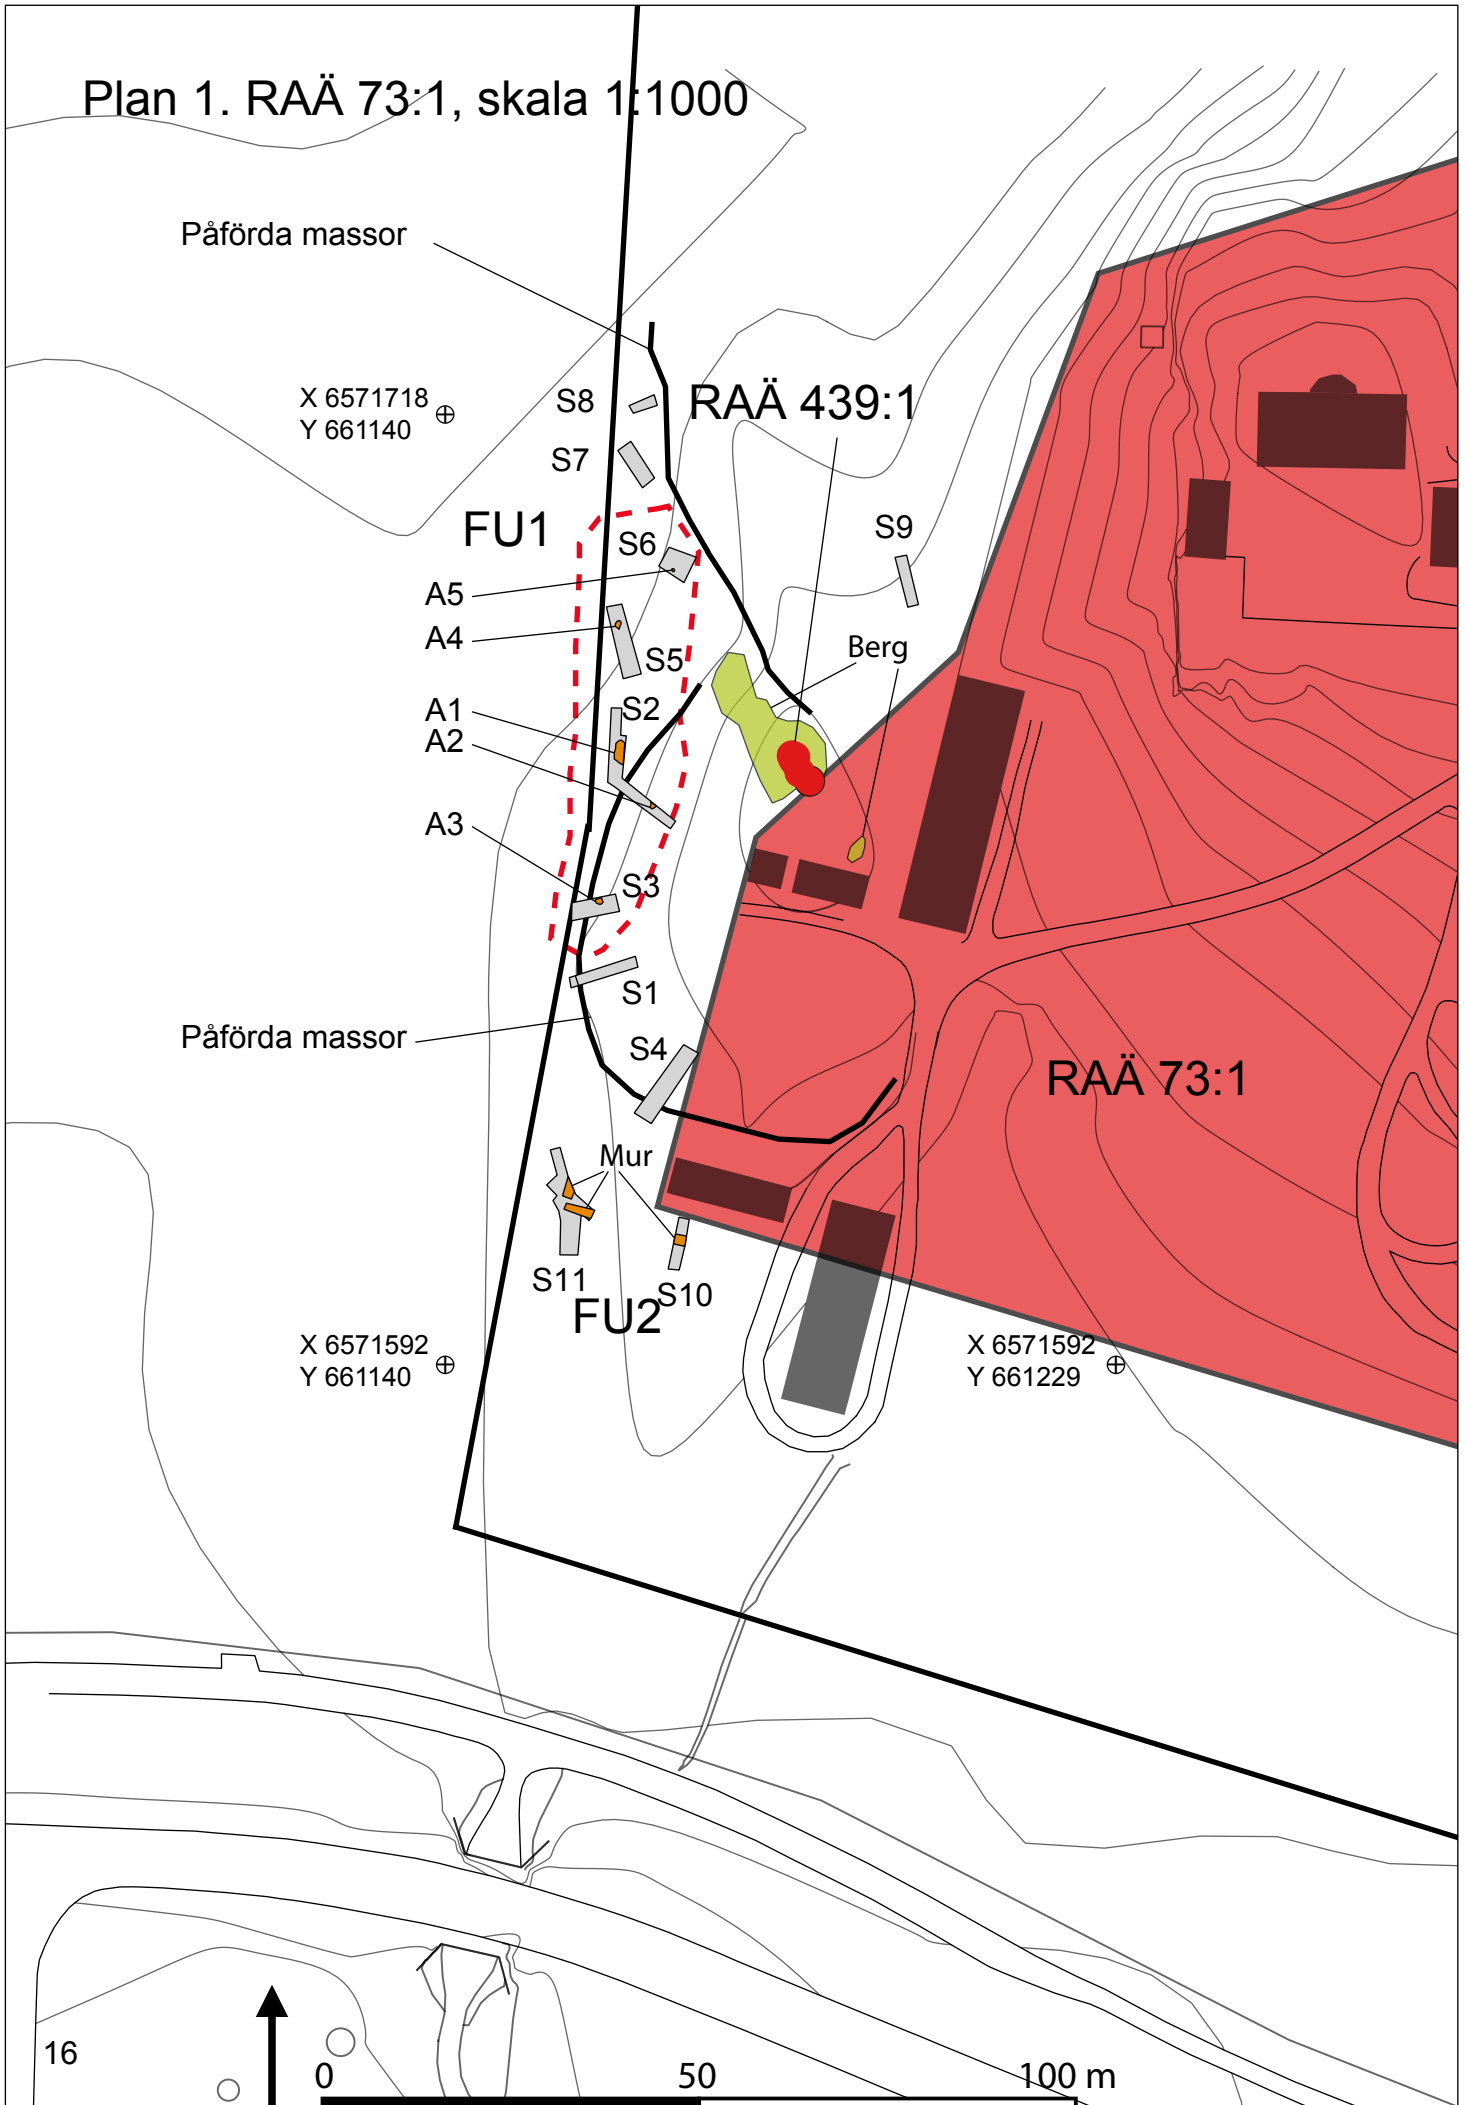 Plan 1. RAÄ 73:1, skala 1:1000
Påförda massor
X 6571718
Y 661140
S8
RAÄ 439:1
S7
FU1
S6
S9
A5
A4
S5
Berg
A1
S2
A2
A3
S3
S1
Påförda massor
S4
RAÄ 73:1
Mur
S11
S10
FU2
X 6571592
Y 661140
X 6571592
Y 661229
16
0 50 100 m